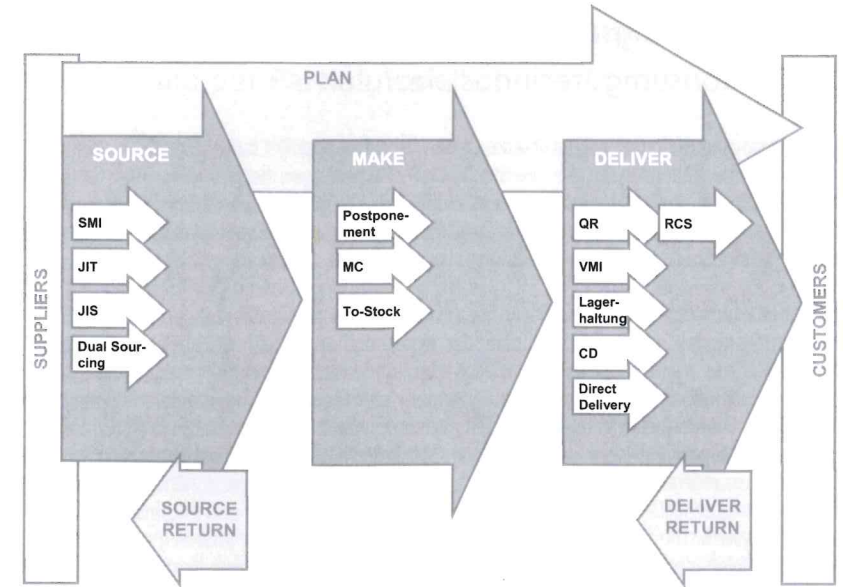 PLAN
SOURCE
SMI
JIT
JIS
Dual Sour-
cing
MAKE
Postpone-
ment
MC
To-Stock
DELIVER
QR
RCS
VMI
Lager-
haltung
CD
Direct
Delivery
SUPPLIERS
CUSTOMERS
SOURCE
RETURN
DELIVER
RETURN